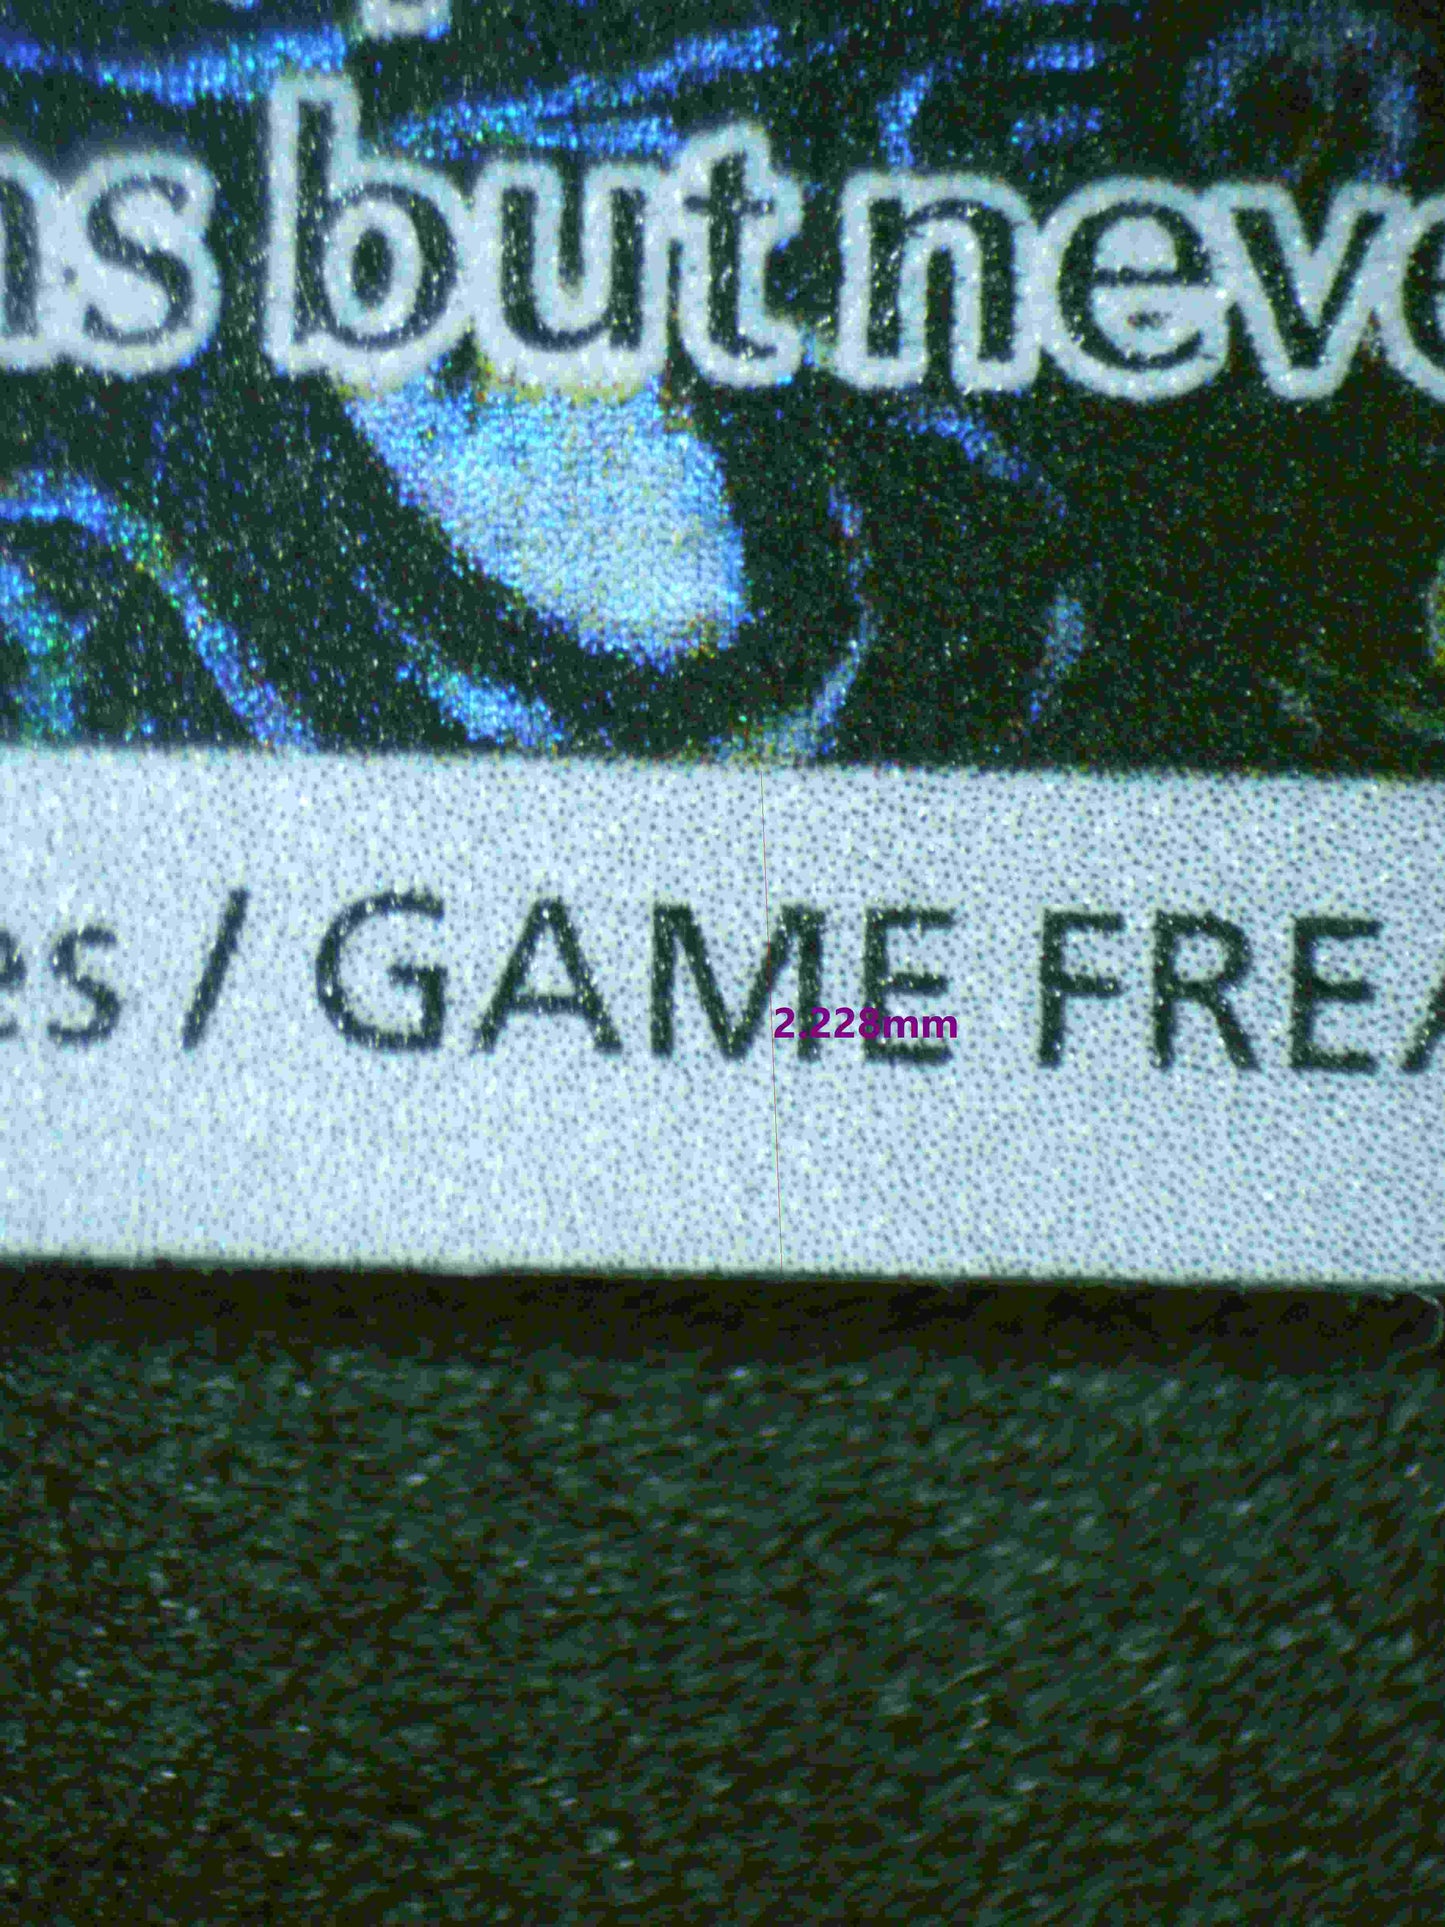 s but neve
es / GAME FREA
2.228mm